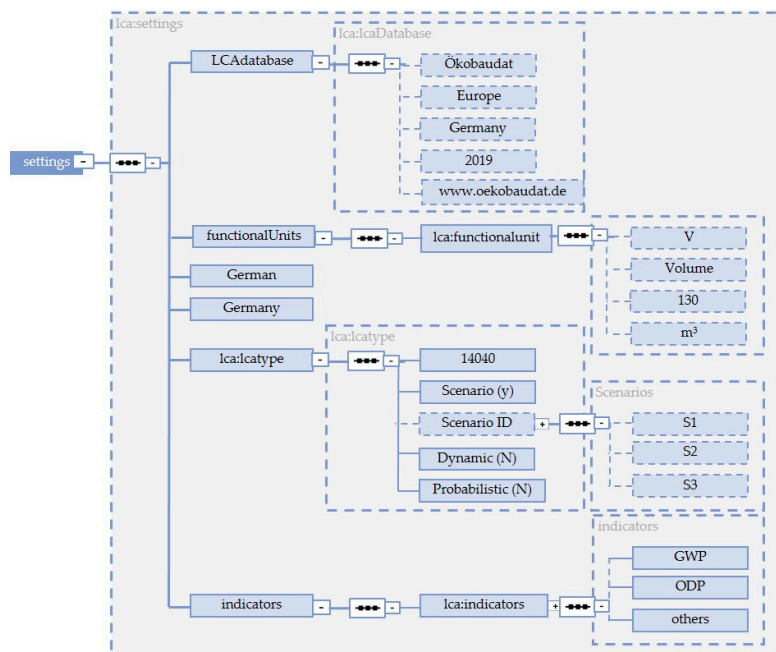 lca:settings
lca:lcaDatabase
LCAdatabase
Ökobaudat
Europe
Germany
2019
www.oekobaudat.de
settings
functionalUnits
lca:functionalunit
V
Volume
130
m³
German
Germany
lca:lcatype
lca:lcatype
14040
Scenario (y)
Scenario ID
Dynamic (N)
Probabilistic (N)
Scenarios
S1
S2
S3
indicators
indicators
lca:indicators
GWP
ODP
others